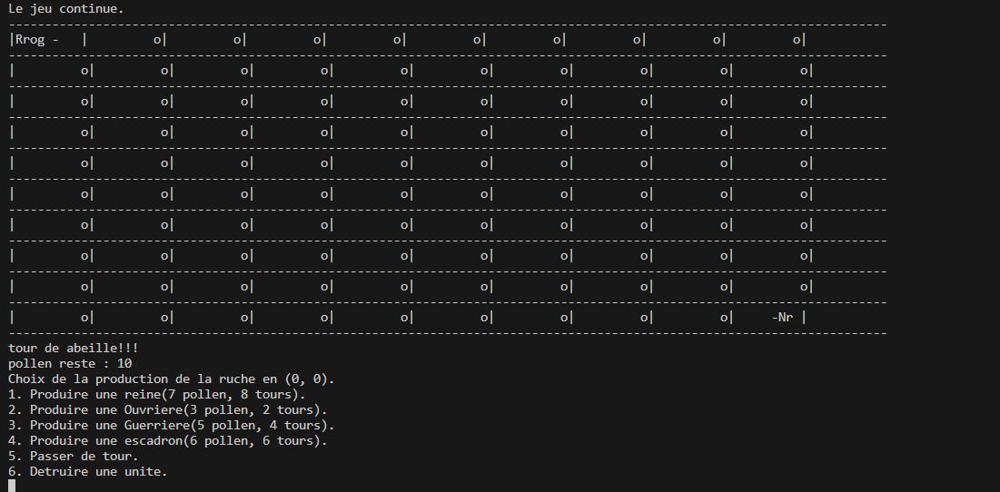 Le jeu continue.
-------------------------------------------------------------------------------------------------------------------------
|Rrog -   |         o|         o|         o|         o|         o|         o|         o|         o|         o|
-------------------------------------------------------------------------------------------------------------------------
|         o|         o|         o|         o|         o|         o|         o|         o|         o|         o|
-------------------------------------------------------------------------------------------------------------------------
|         o|         o|         o|         o|         o|         o|         o|         o|         o|         o|
-------------------------------------------------------------------------------------------------------------------------
|         o|         o|         o|         o|         o|         o|         o|         o|         o|         o|
-------------------------------------------------------------------------------------------------------------------------
|         o|         o|         o|         o|         o|         o|         o|         o|         o|         o|
-------------------------------------------------------------------------------------------------------------------------
|         o|         o|         o|         o|         o|         o|         o|         o|         o|         o|
-------------------------------------------------------------------------------------------------------------------------
|         o|         o|         o|         o|         o|         o|         o|         o|         o|         o|
-------------------------------------------------------------------------------------------------------------------------
|         o|         o|         o|         o|         o|         o|         o|         o|         o|         o|
-------------------------------------------------------------------------------------------------------------------------
|         o|         o|         o|         o|         o|         o|         o|         o|         o|         o|
-------------------------------------------------------------------------------------------------------------------------
|         o|         o|         o|         o|         o|         o|         o|         o|         o|     -Nr |
-------------------------------------------------------------------------------------------------------------------------
tour de abeille!!!
pollen reste : 10
Choix de la production de la ruche en (0, 0).
1. Produire une reine(7 pollen, 8 tours).
2. Produire une Ouvriere(3 pollen, 2 tours).
3. Produire une Guerriere(5 pollen, 4 tours).
4. Produire une escadron(6 pollen, 6 tours).
5. Passer de tour.
6. Detruire une unite.